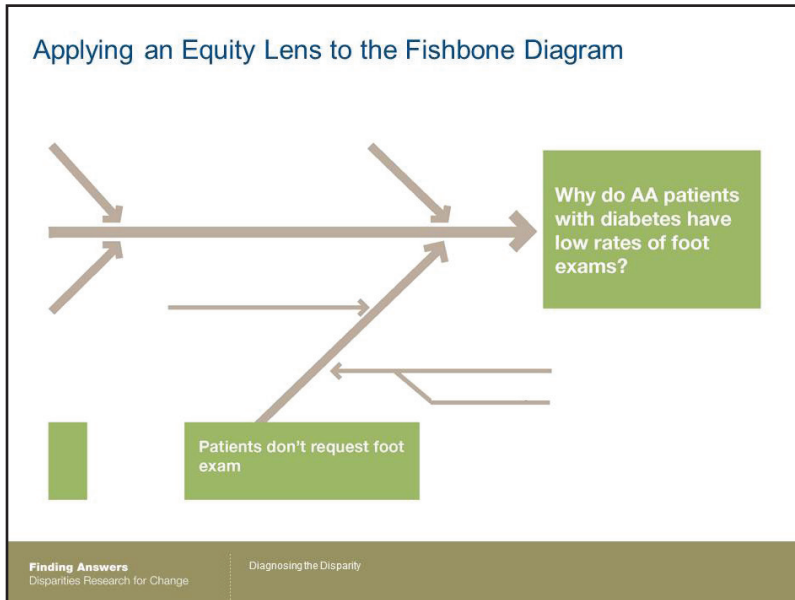 Applying an Equity Lens to the Fishbone Diagram
Why do AA patients
with diabetes have
low rates of foot
exams?
Patients don't request foot
exam
Finding Answers
Disparities Research for Change
Diagnosing the Disparity